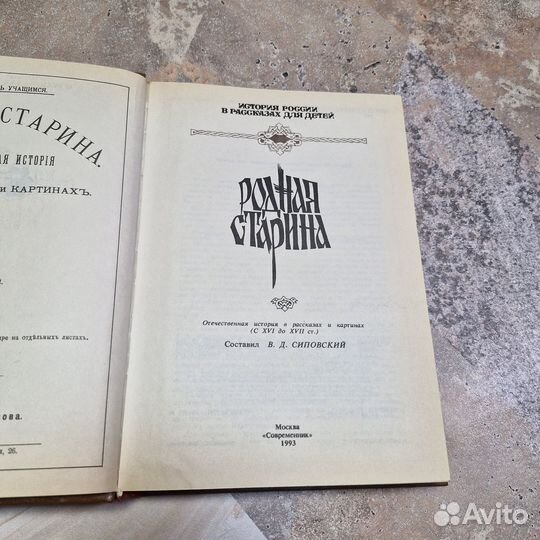 Ь УЧАЩИМСЯ.
СТАРИНА.
АЯ ИСТОРІЯ
и КАРТИНАХЪ.
ре на отдѣльныхъ листахъ.
ова.
я, 26.
ИСТОРИЯ РОССИИ
В РАССКАЗАХ ДЛЯ ДЕТЕЙ
РОДНАЯ
СТАРИНА
Отечественная история в рассказах и картинах
(С XVI до XVII ст.)
Составил В. Д. СИПОВСКИЙ
Москва
«Современник»
1993
Avito